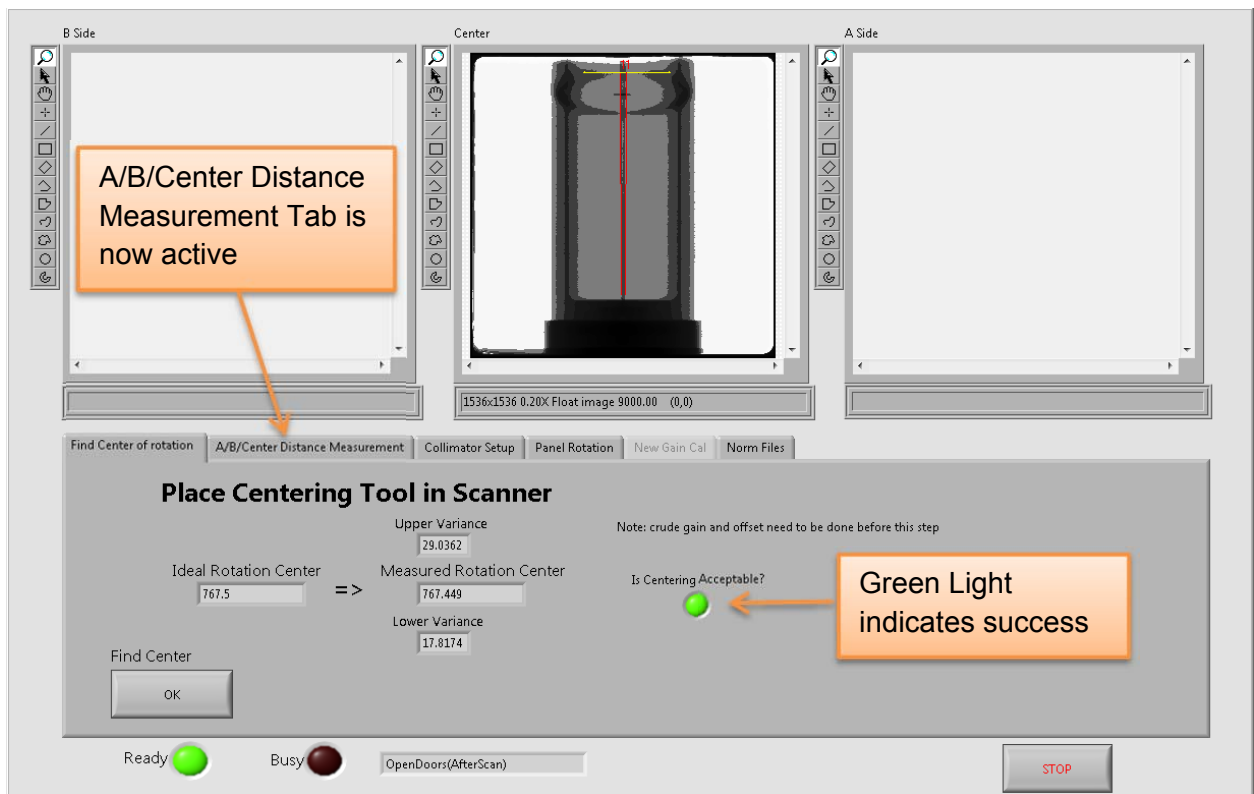 B Side
Center
A Side
A/B/Center Distance
Measurement Tab is
now active
1536x1536 0.20X Float image 9000.00 (0,0)
Find Center of rotation
A/B/Center Distance Measurement
Collimator Setup
Panel Rotation
New Gain Cal
Norm Files
Place Centering Tool in Scanner
Upper Variance
29.0362
Note: crude gain and offset need to be done before this step
Ideal Rotation Center
767.5
=>
Measured Rotation Center
767.449
Is Centering Acceptable?
Green Light
indicates success
Lower Variance
17.8174
Find Center
OK
Ready
Busy
OpenDoors(AfterScan)
STOP